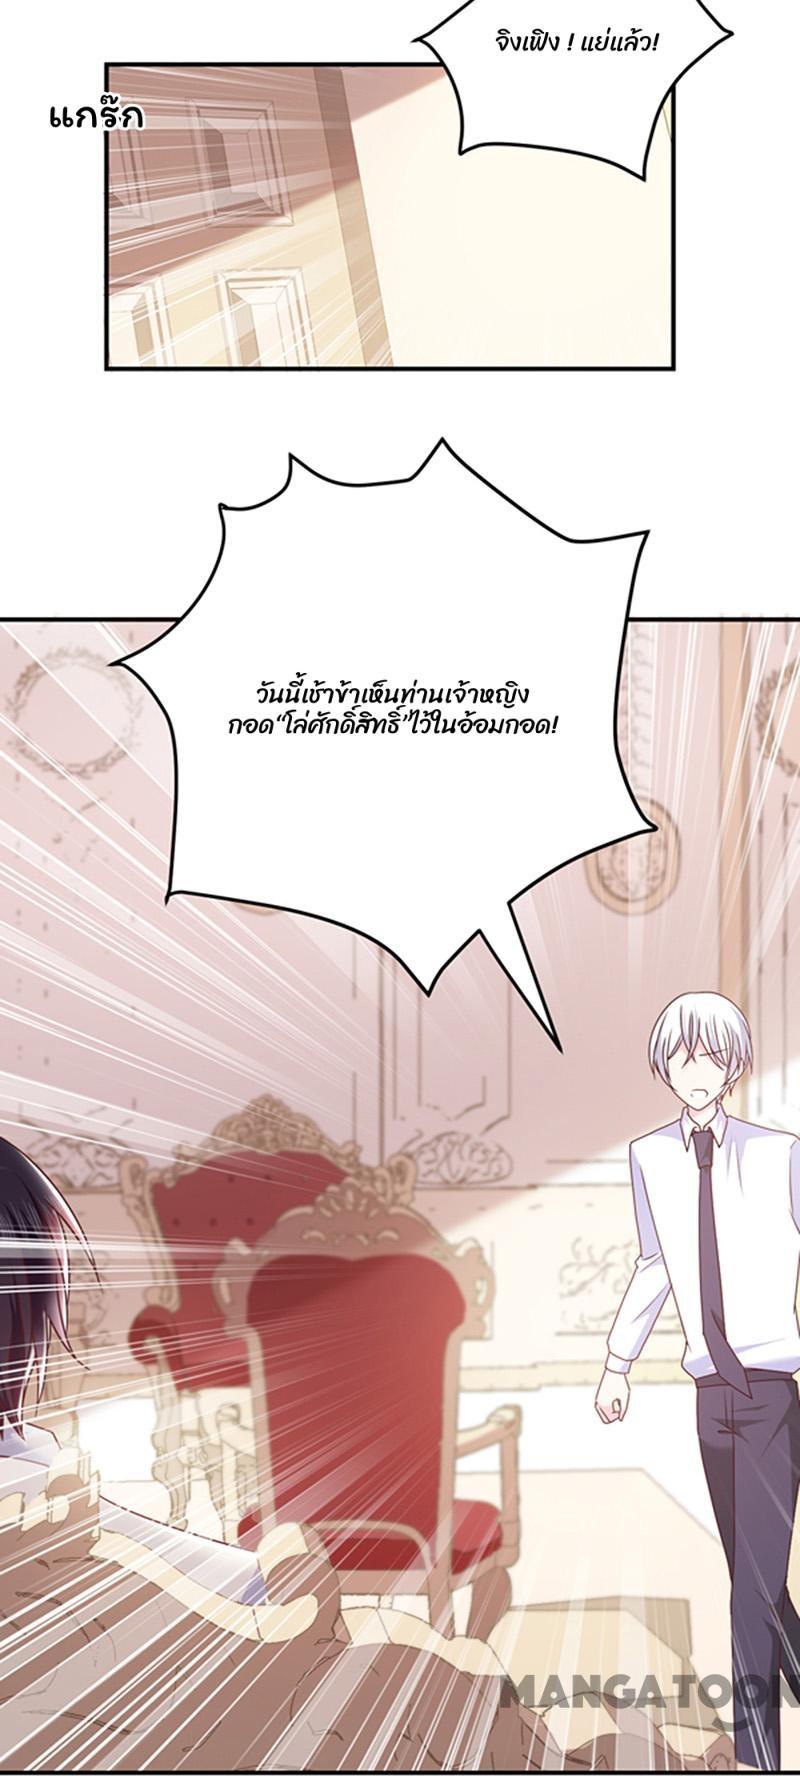 จิงเฟิง ! แย่แล้ว!
แกร๊ก
วันนี้เช้าข้าเห็นท่านเจ้าหญิง
กอด"โล่ศักดิ์สิทธิ์"ไว้ในอ้อมกอด!
MANGATOON